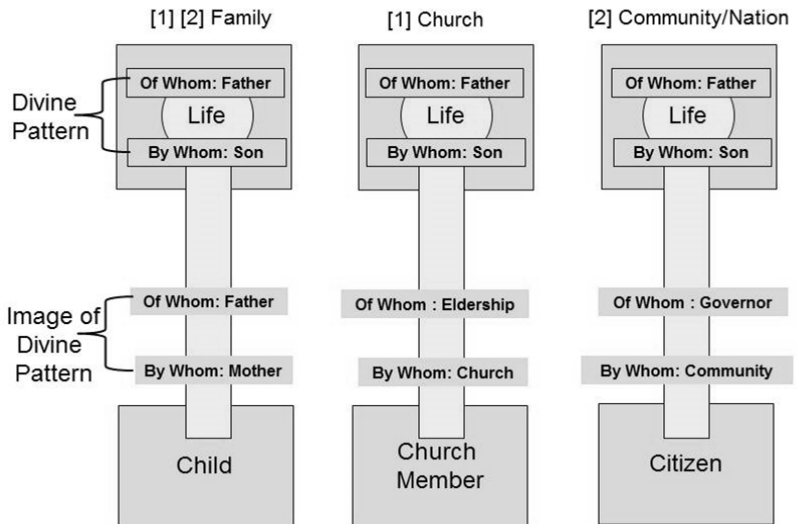 [1] [2] Family
[1] Church
[2] Community/Nation
Divine
Pattern
Of Whom: Father
Life
By Whom: Son
Of Whom: Father
Life
By Whom: Son
Of Whom: Father
Life
By Whom: Son
Image of
Divine
Pattern
Of Whom: Father
By Whom: Mother
Of Whom : Eldership
By Whom: Church
Of Whom : Governor
By Whom: Community
Child
Church
Member
Citizen